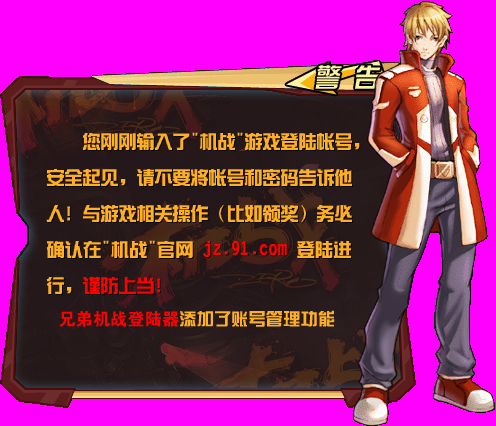 警告
您刚刚输入了"机战"游戏登陆帐号，
安全起见，请不要将帐号和密码告诉他
人！与游戏相关操作（比如领奖）务必
确认在"机战"官网 jz.91.com 登陆进
行，谨防上当！
兄弟机战登陆器添加了账号管理功能